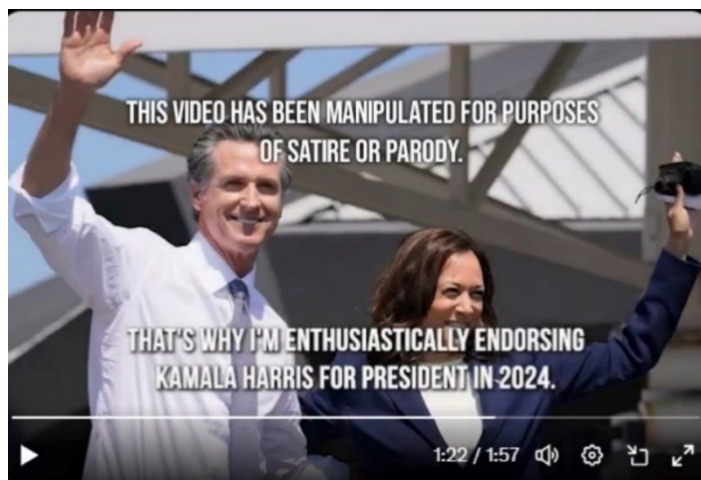 THIS VIDEO HAS BEEN MANIPULATED FOR PURPOSES
OF SATIRE OR PARODY.
THAT'S WHY I'M ENTHUSIASTICALLY ENDORSING
KAMALA HARRIS FOR PRESIDENT IN 2024.
1:22 / 1:57